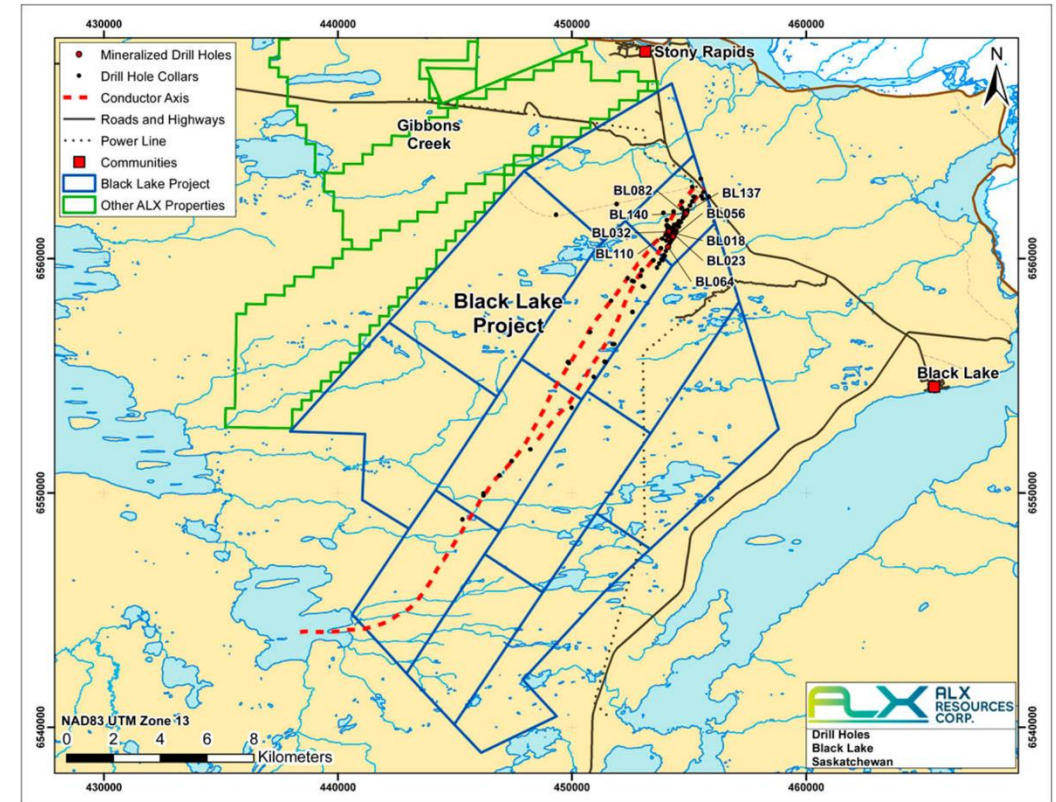 430000
440000
450000
460000
Mineralized Drill Holes
Drill Hole Collars
Conductor Axis
Roads and Highways
Power Line
Communities
Black Lake Project
Other ALX Properties
Stony Rapids
N
Gibbons
Creek
BL082
BL137
BL140
BL056
BL032
BL018
BL110
BL023
BL064
6560000
6560000
Black Lake
Project
Black Lake
6550000
6550000
6540000
6540000
NAD83 UTM Zone 13
0 2 4 6 8
Kilometers
ALX
ALX
RESOURCES
CORP.
Drill Holes
Black Lake
Saskatchewan
430000
440000
450000
460000